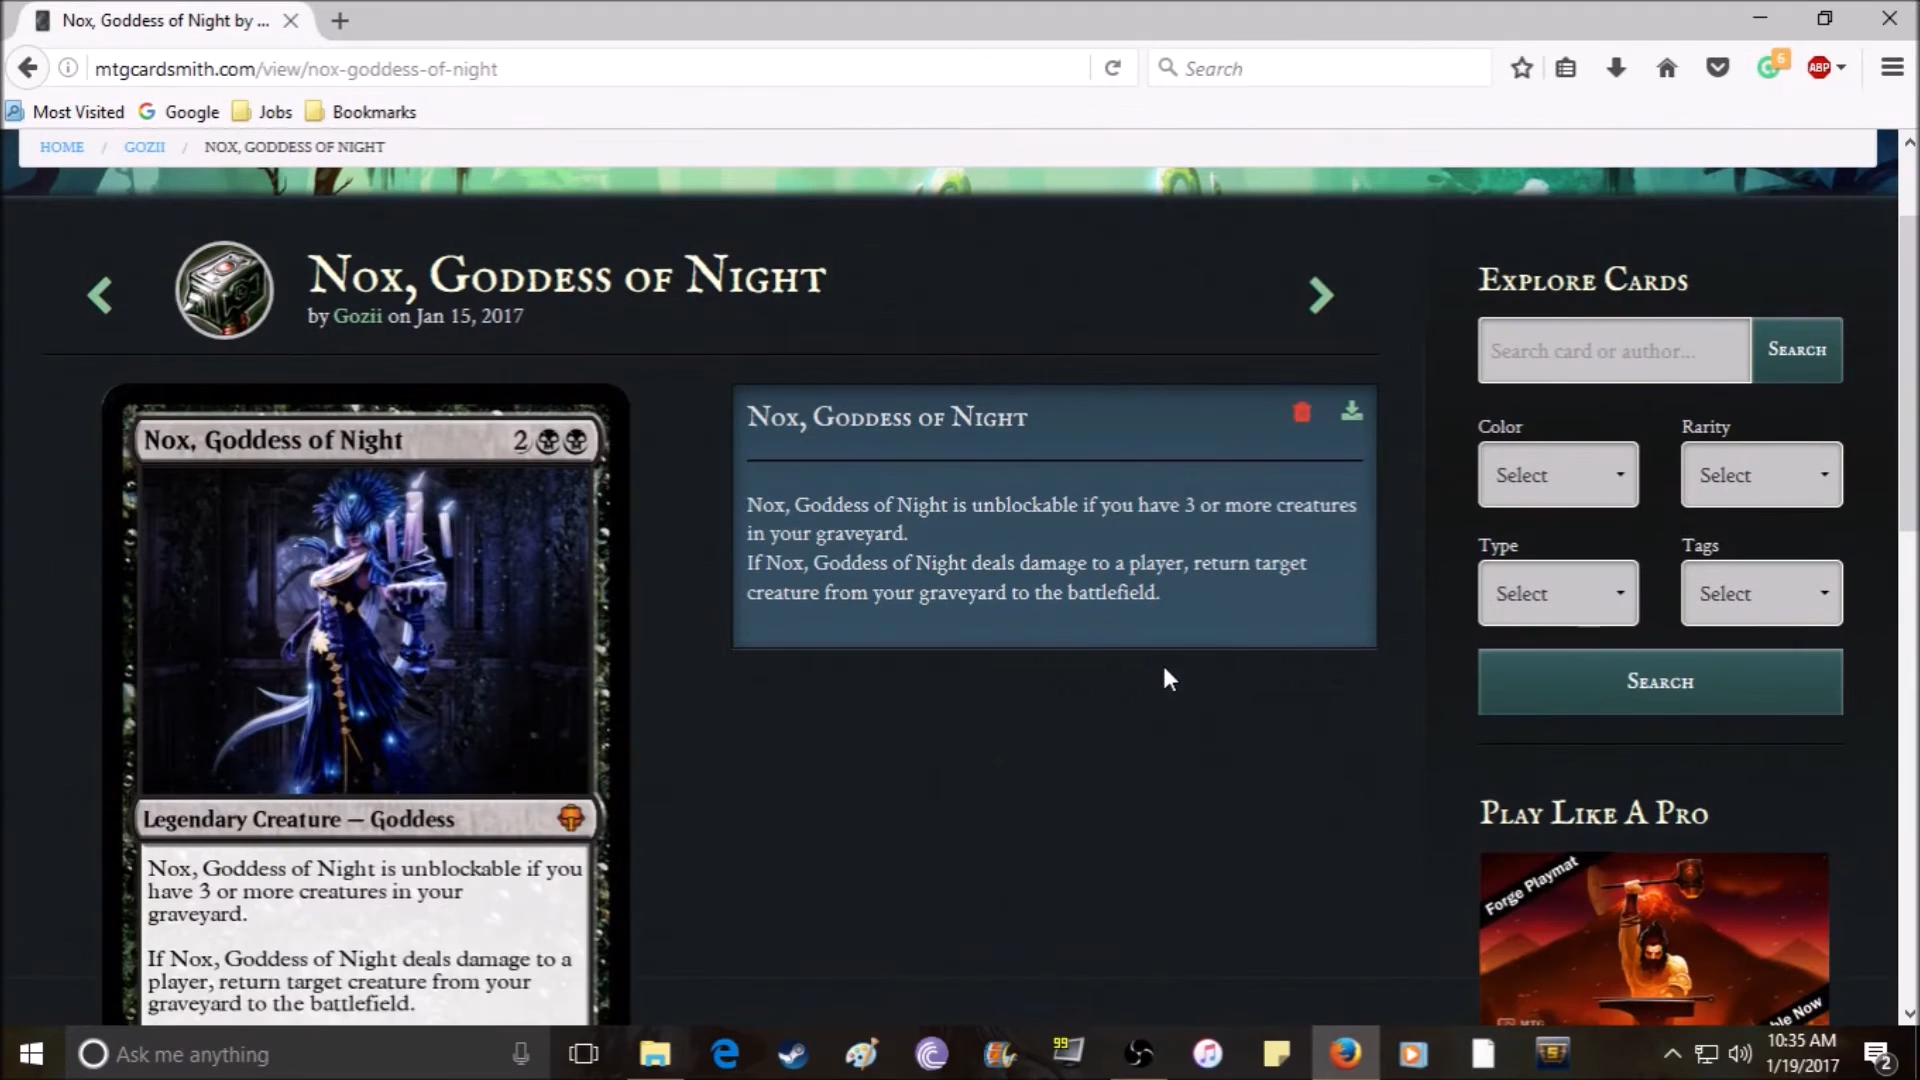 Nox, Goddess of Night by ...
mtgcardsmith.com/view/nox-goddess-of-night
Search
6
ABP
Most Visited
Google
Jobs
Bookmarks
HOME / GOZII / NOX, GODDESS OF NIGHT
Nox, Goddess of Night
by Gozii on Jan 15, 2017
Nox, Goddess of Night 2
Legendary Creature — Goddess
Nox, Goddess of Night is unblockable if you
have 3 or more creatures in your
graveyard.
If Nox, Goddess of Night deals damage to a
player, return target creature from your
graveyard to the battlefield.
Nox, Goddess of Night
Nox, Goddess of Night is unblockable if you have 3 or more creatures
in your graveyard.
If Nox, Goddess of Night deals damage to a player, return target
creature from your graveyard to the battlefield.
Explore Cards
Search card or author...
Search
Color Rarity
Select Select
Type Tags
Select Select
Search
Play Like A Pro
Forge Playmat
ble Now
MTG
Ask me anything
99
10:35 AM
1/19/2017
2